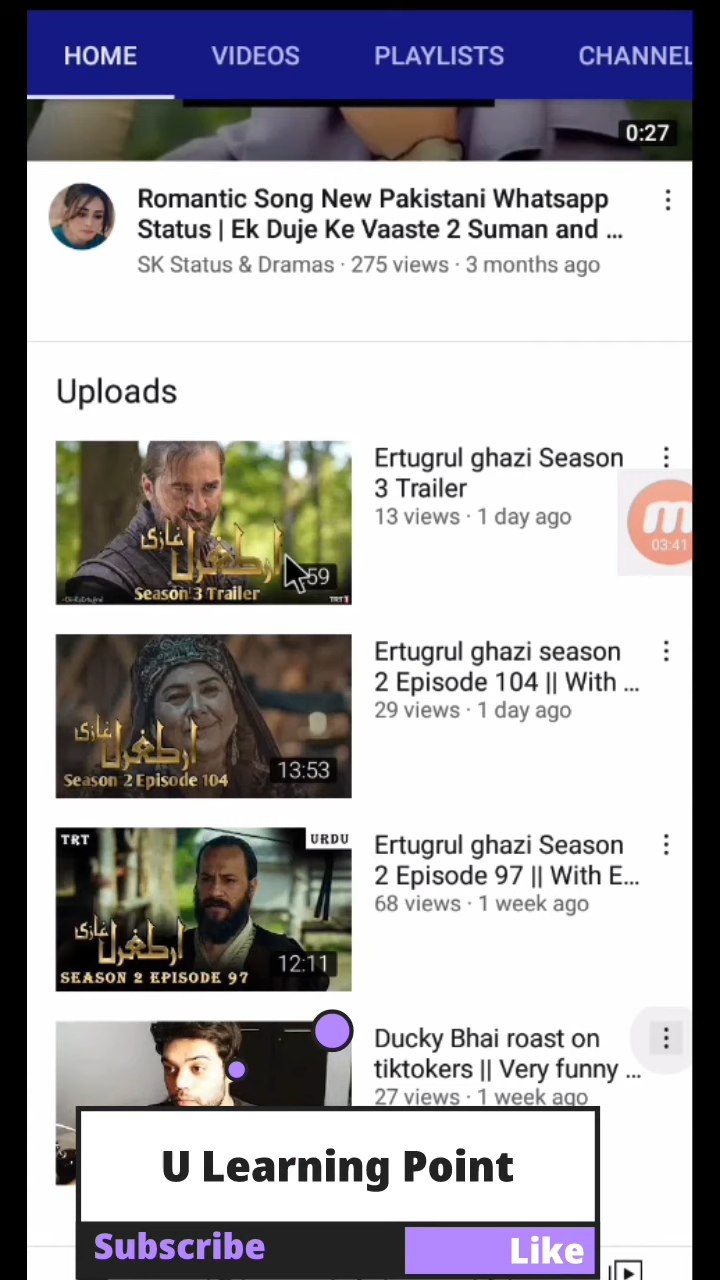 HOME VIDEOS PLAYLISTS CHANNEL
0:27
Romantic Song New Pakistani Whatsapp
Status | Ek Duje Ke Vaaste 2 Suman and ...
SK Status & Dramas · 275 views · 3 months ago
Uploads
Ertugrul ghazi Season
3 Trailer
13 views · 1 day ago
ارطغرل غازی
Season 3 Trailer
59
TRT 1
03:41
Ertugrul ghazi season
2 Episode 104 || With ...
29 views · 1 day ago
ارطغرل غازی
Season 2 Episode 104
13:53
Ertugrul ghazi Season
2 Episode 97 || With E...
68 views · 1 week ago
TRT
URDU
ارطغرل غازی
SEASON 2 EPISODE 97
12:11
Ducky Bhai roast on
tiktokers || Very funny ...
27 views · 1 week ago
U Learning Point
Subscribe
Like